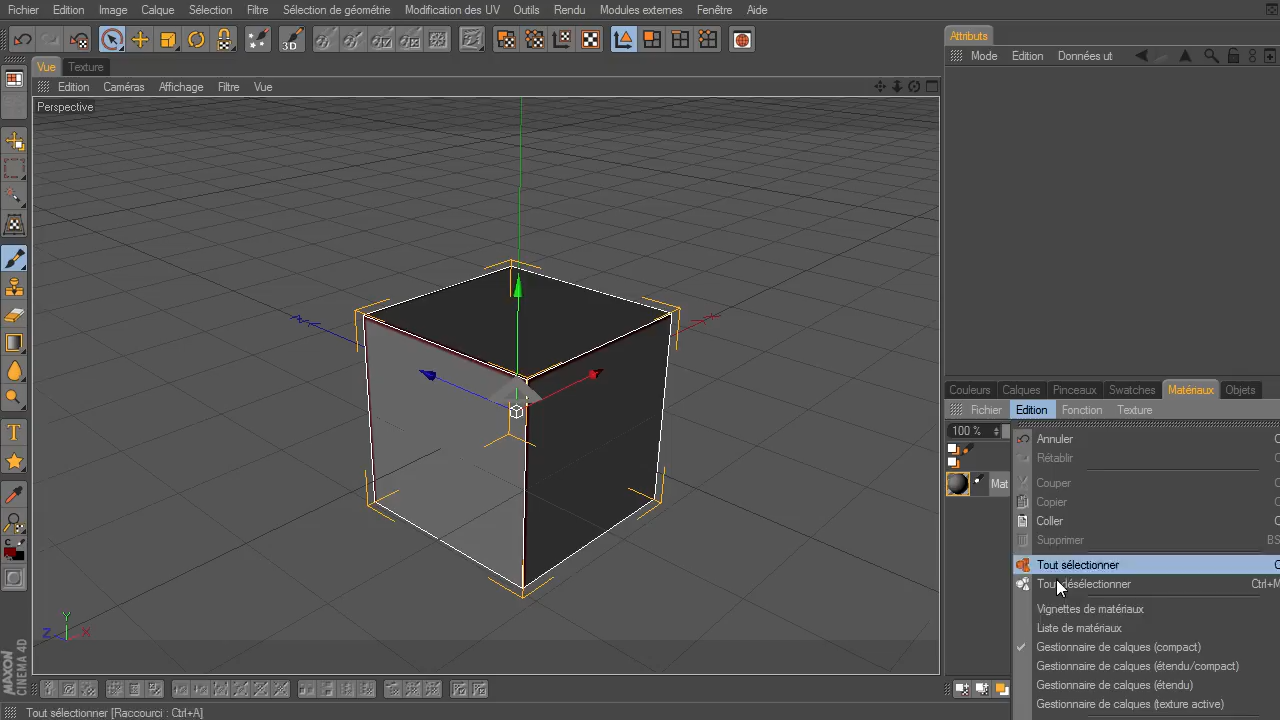 Fichier Edition Image Calque Sélection Filtre Sélection de géométrie Modification des UV Outils Rendu Modules externes Fenêtre Aide
3D
Vue Texture
Edition Caméras Affichage Filtre Vue
Perspective
Y
Z X
T
C
MAXON
CINEMA 4D
Attributs
Mode Edition Données ut
Couleurs Calques Pinceaux Swatches Matériaux Objets
Fichier Edition Fonction Texture
100 %
Mat
Annuler C
Rétablir C
Couper C
Copier C
Coller C
Supprimer BS
Tout sélectionner C
Tout désélectionner Ctrl+M
Vignettes de matériaux
Liste de matériaux
Gestionnaire de calques (compact)
Gestionnaire de calques (étendu/compact)
Gestionnaire de calques (étendu)
Gestionnaire de calques (texture active)
Tout sélectionner [Raccourci : Ctrl+A]